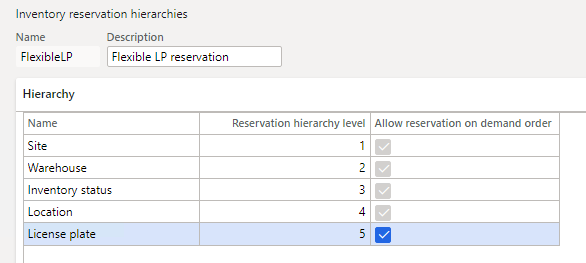 Inventory reservation hierarchies
Name Description
FlexibleLP Flexible LP reservation
Hierarchy
Name Reservation hierarchy level Allow reservation on demand order
Site 1
Warehouse 2
Inventory status 3
Location 4
License plate 5